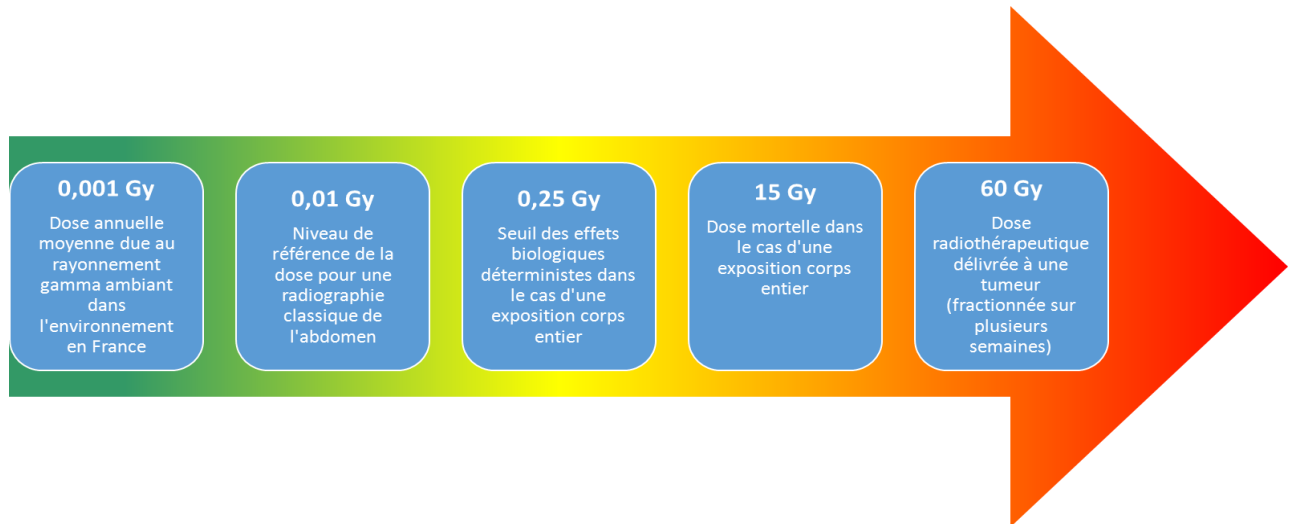 0,001 Gy
Dose annuelle
moyenne due au
rayonnement
gamma ambiant
dans
l'environnement
en France
0,01 Gy
Niveau de
référence de la
dose pour une
radiographie
classique de
l'abdomen
0,25 Gy
Seuil des effets
biologiques
déterministes dans
le cas d'une
exposition corps
entier
15 Gy
Dose mortelle dans
le cas d'une
exposition corps
entier
60 Gy
Dose
radiothérapeutique
délivrée à une
tumeur
(fractionnée sur
plusieurs
semaines)